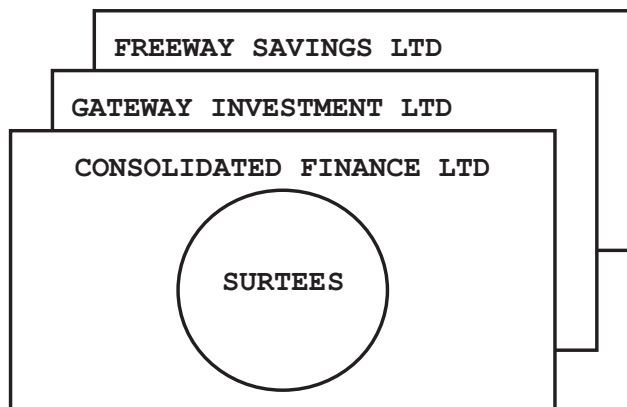 FREEWAY SAVINGS LTD
GATEWAY INVESTMENT LTD
CONSOLIDATED FINANCE LTD
SURTEES